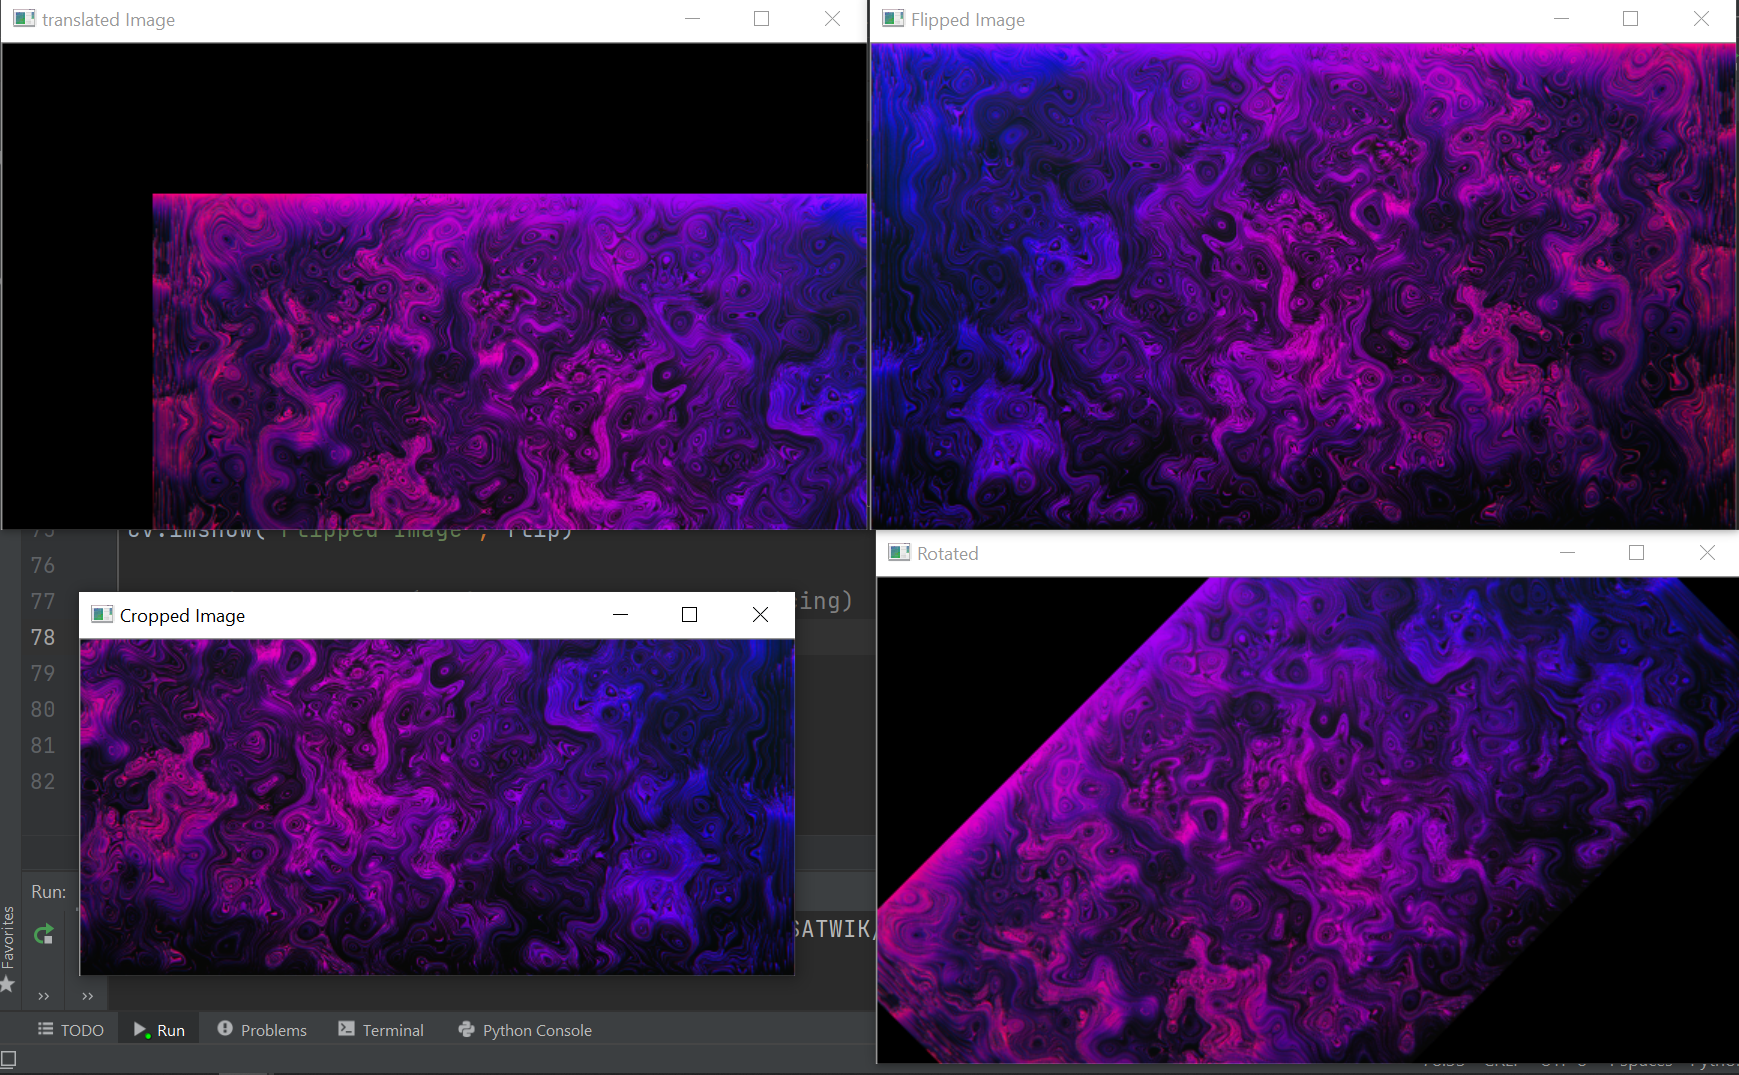 translated Image
Flipped Image
75
cv.imshow("Flipped Image", flip)
76
77
ing)
78
79
80
81
82
Cropped Image
Rotated
Run:
SATWIK/
Favorites
TODO
Run
Problems
Terminal
Python Console